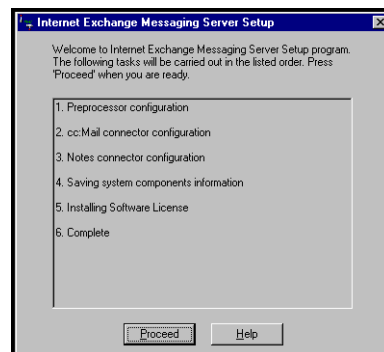 Internet Exchange Messaging Server Setup
Welcome to Internet Exchange Messaging Server Setup program.
The following tasks will be carried out in the listed order. Press
'Proceed' when you are ready.
1. Preprocessor configuration
2. cc:Mail connector configuration
3. Notes connector configuration
4. Saving system components information
5. Installing Software License
6. Complete
Proceed
Help